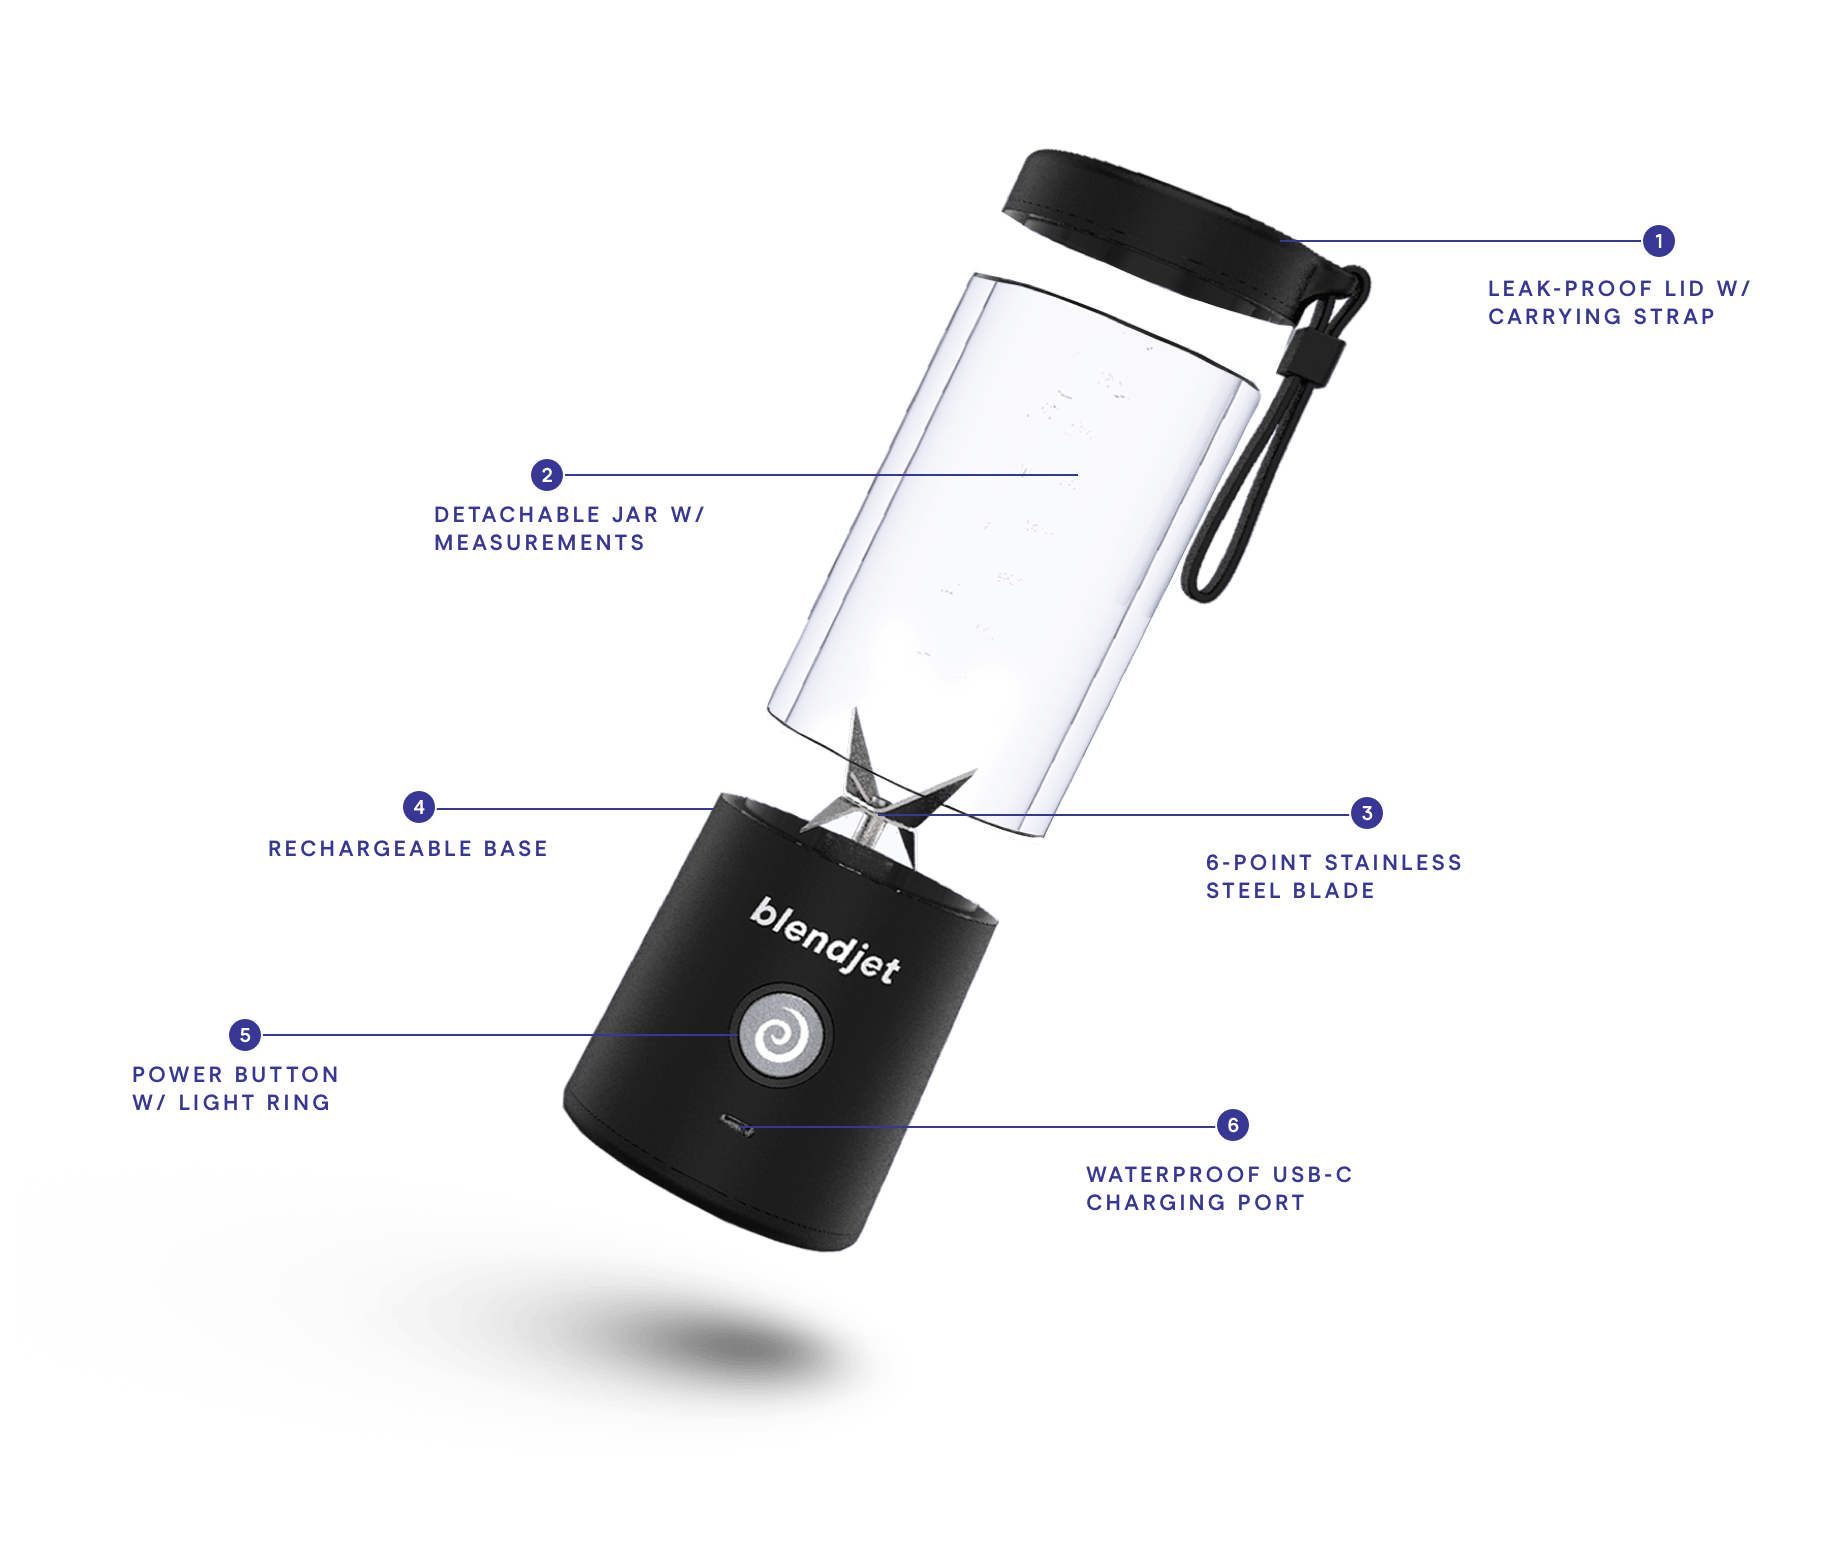 1
LEAK-PROOF LID W/
CARRYING STRAP
2
DETACHABLE JAR W/
MEASUREMENTS
3
6-POINT STAINLESS
STEEL BLADE
4
RECHARGEABLE BASE
blendjet
5
POWER BUTTON
W/ LIGHT RING
6
WATERPROOF USB-C
CHARGING PORT